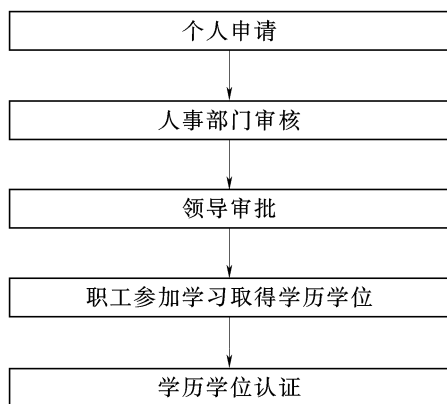 个人申请
人事部门审核
领导审批
职工参加学习取得学历学位
学历学位认证